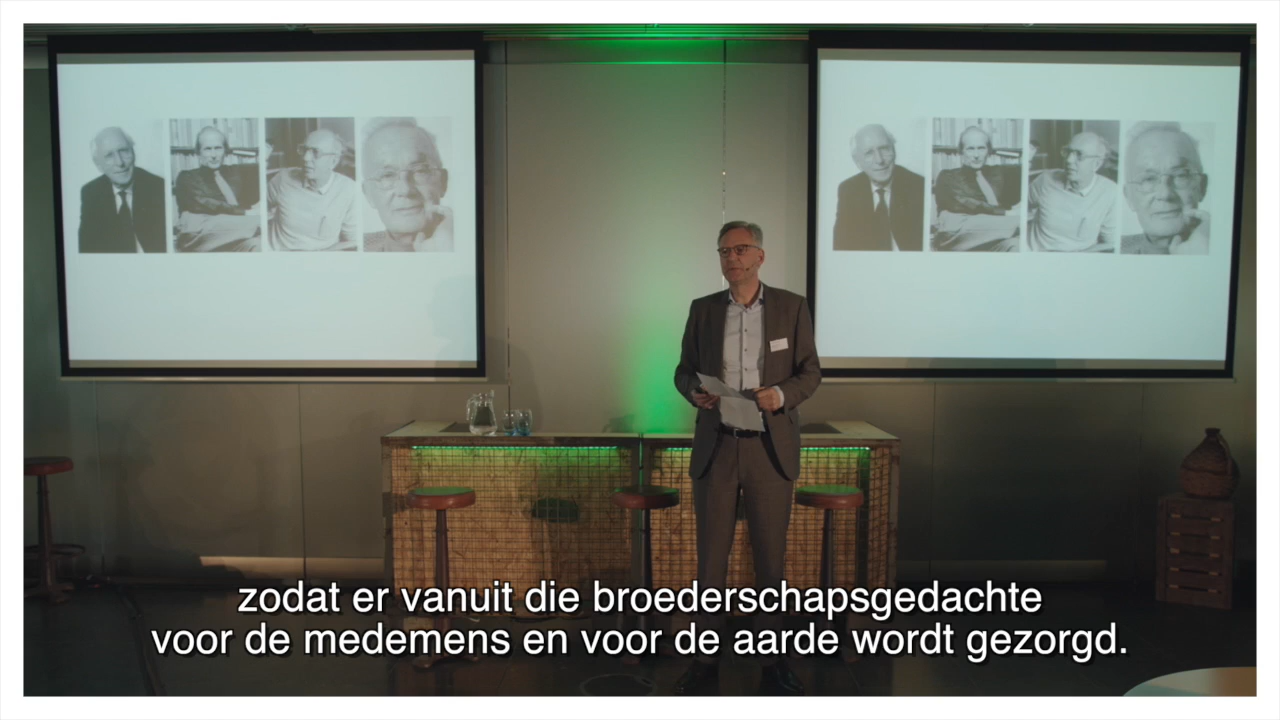 zodat er vanuit die broederschapsgedachte
voor de medemens en voor de aarde wordt gezorgd.